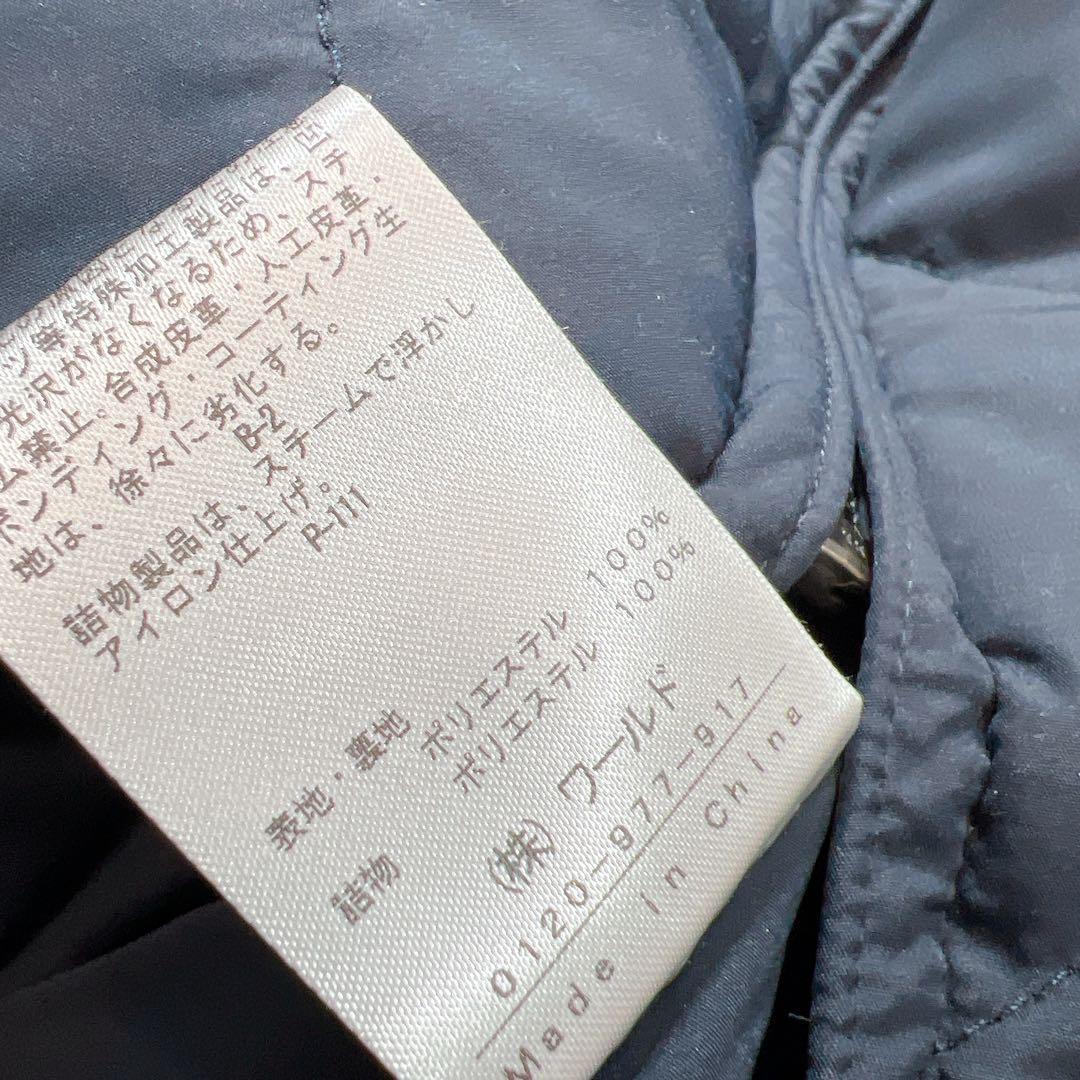 ツ等特殊加工製品は、凹
光沢がなくなるため、スチ
ム禁止。合成皮革・人工皮革・
ボンディング・コーティング生
地は、徐々に劣化する。
B-2
詰物製品は、スチームで浮かし
アイロン仕上げ。
P-111
表地・裏地 ポリエステル 100%
詰物 ポリエステル 100%
(株) ワールド
0120-977-917
Made in China